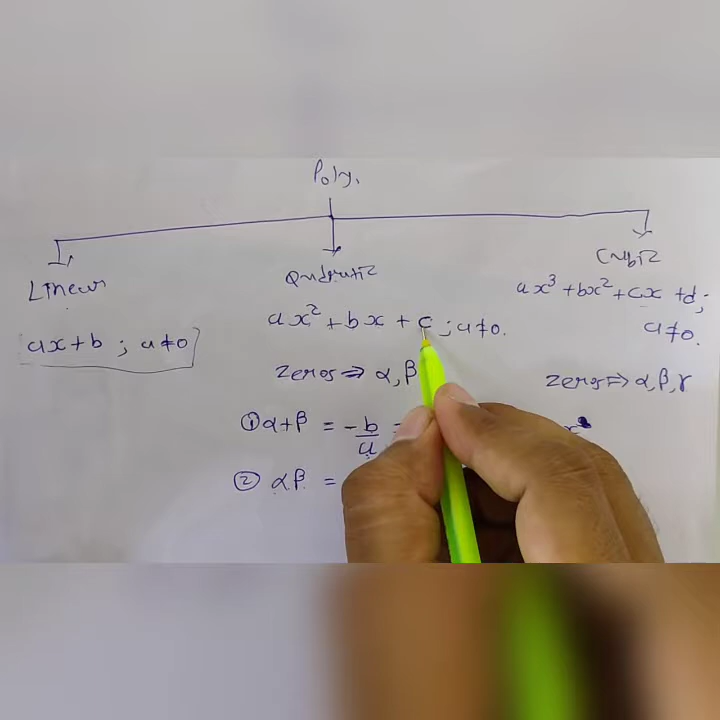 Poly.
Linear
ax+b ; a≠0
Quadratic
ax²+bx+c ; a≠0.
zeros ⇒ α, β
① α+β = -b/a =
② αβ =
Cubic
ax³+bx²+cx+d;
a≠0.
zeros ⇒ α, β, γ